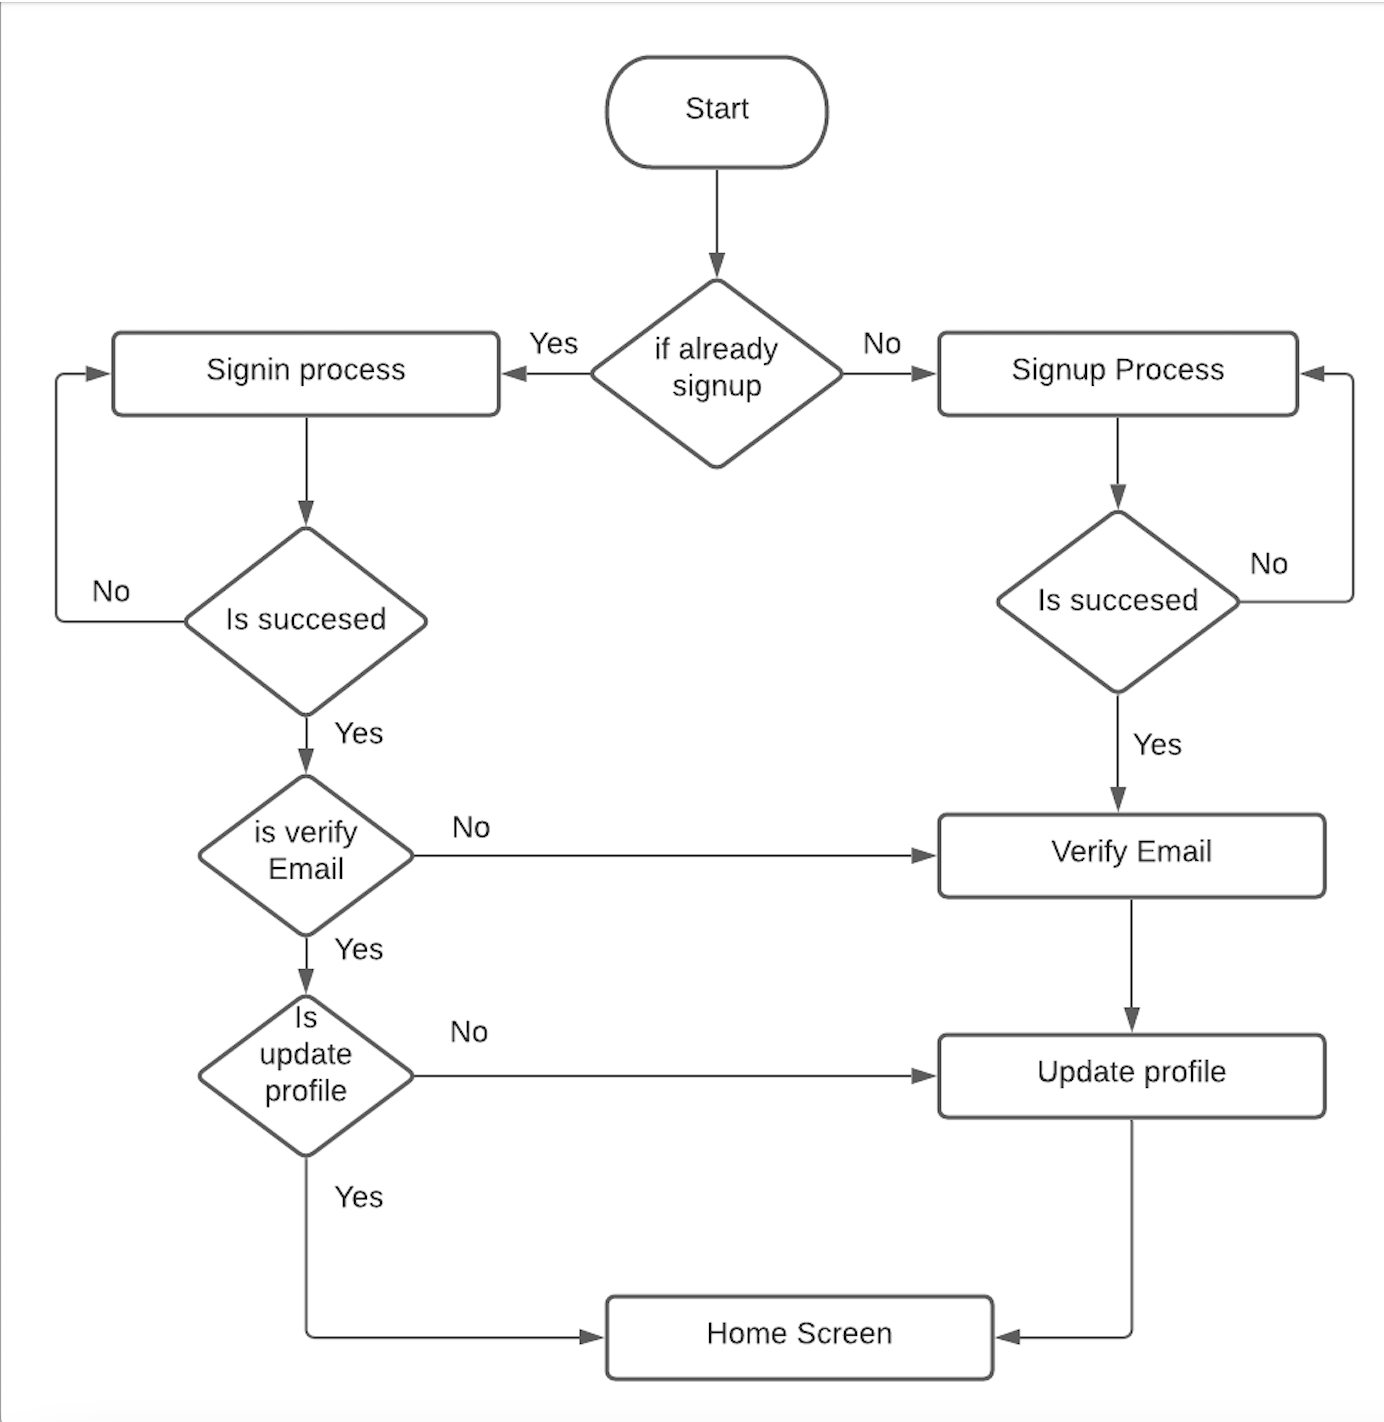 Start
Yes
if already
signup
No
Signin process
Signup Process
No
Is succesed
Is succesed
No
Yes
Yes
is verify
Email
No
Verify Email
Yes
Is
update
profile
No
Update profile
Yes
Home Screen